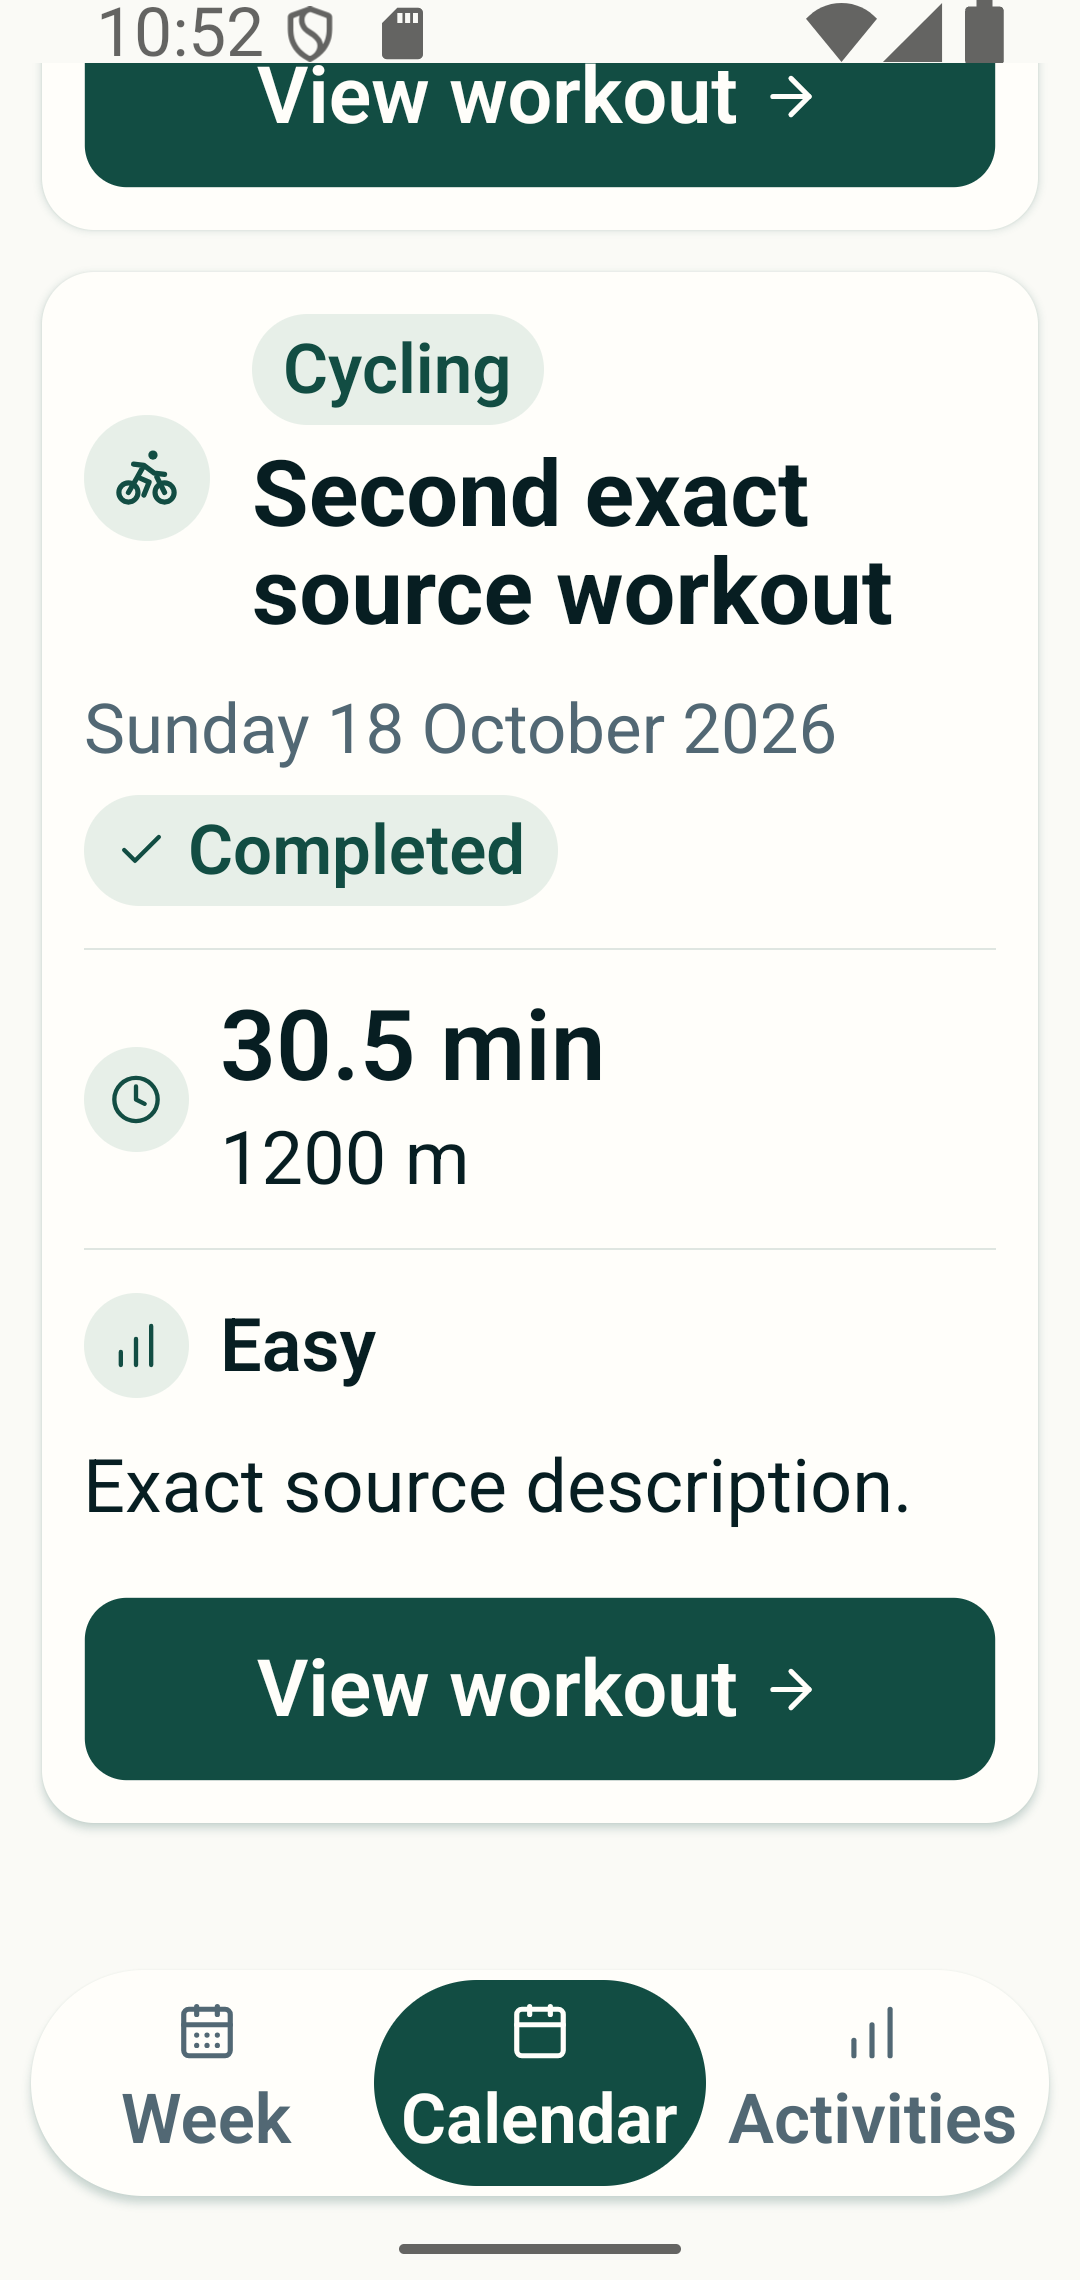 10:52
View workout →
Cycling
Second exact
source workout
Sunday 18 October 2026
Completed
30.5 min
1200 m
Easy
Exact source description.
View workout →
Week
Calendar
Activities